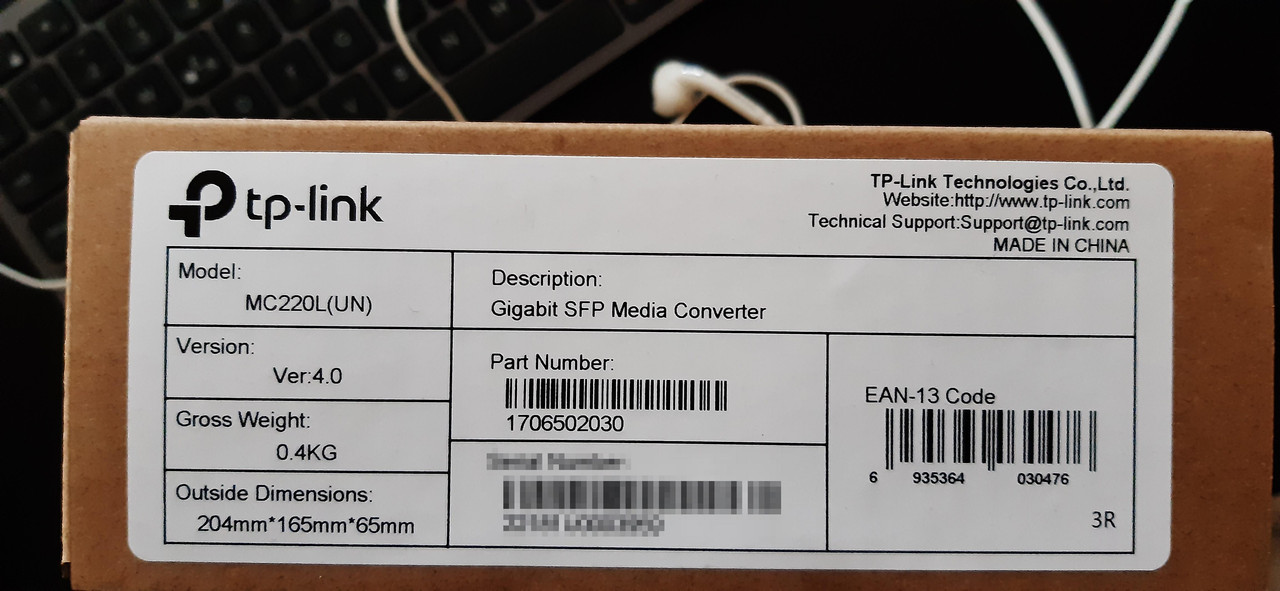 tp-link
TP-Link Technologies Co.,Ltd.
Website:http://www.tp-link.com
Technical Support:Support@tp-link.com
MADE IN CHINA
Model:
MC220L(UN)
Description:
Gigabit SFP Media Converter
Version:
Ver:4.0
Gross Weight:
0.4KG
Outside Dimensions:
204mm*165mm*65mm
Part Number:
1706502030
EAN-13 Code
6 935364 030476
3R